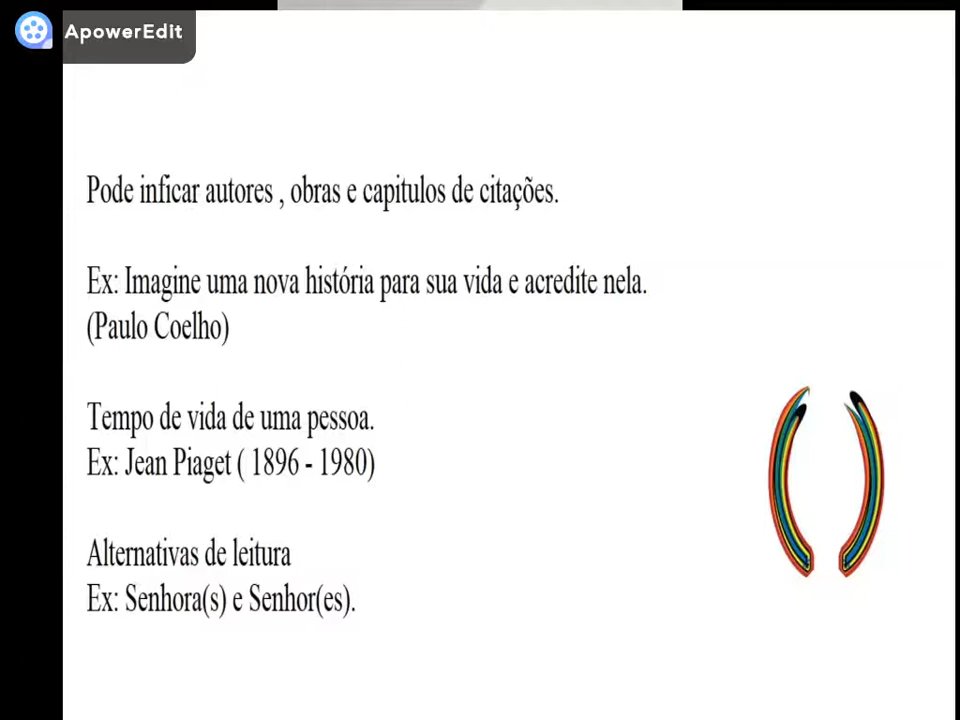 ApowerEdit
Pode inficar autores , obras e capitulos de citações.
Ex: Imagine uma nova história para sua vida e acredite nela.
(Paulo Coelho)
Tempo de vida de uma pessoa.
Ex: Jean Piaget ( 1896 - 1980)
Alternativas de leitura
Ex: Senhora(s) e Senhor(es).